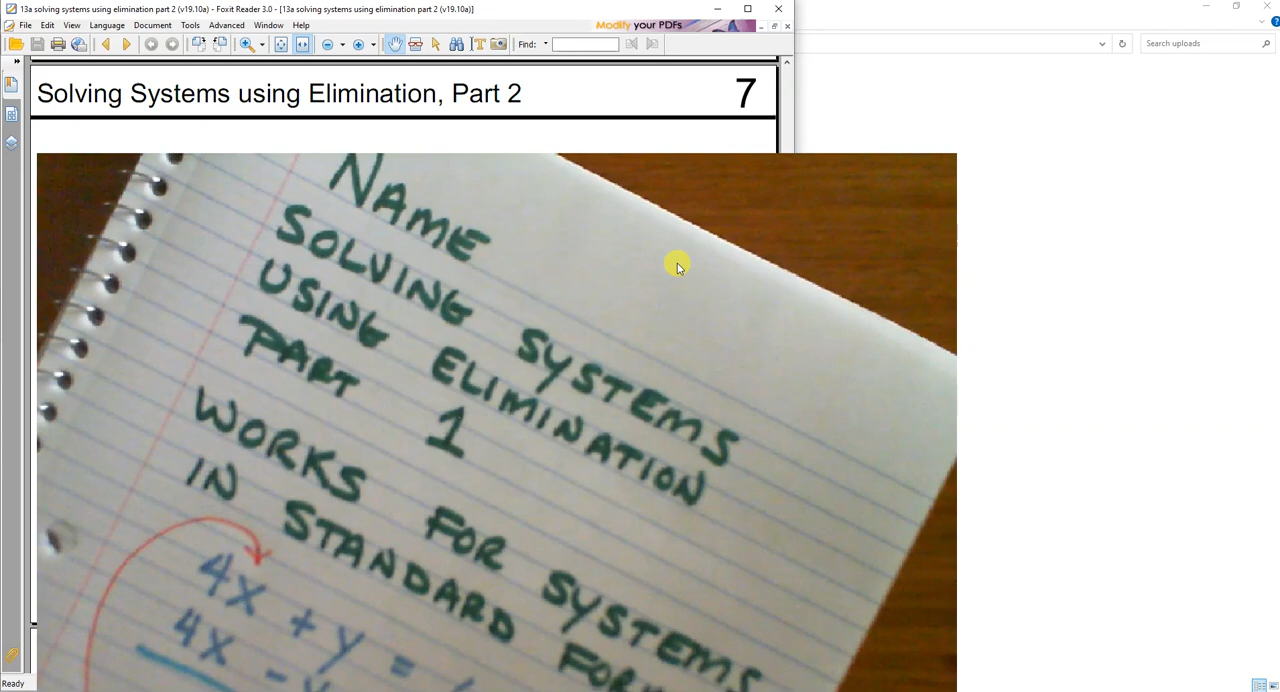 13a solving systems using elimination part 2 (v19.10a) - Foxit Reader 3.0 - [13a solving systems using elimination part 2 (v19.10a)]
File Edit View Language Document Tools Advanced Window Help
Modify your PDFs
Find:
Search uploads
Solving Systems using Elimination, Part 2 7
NAME
SOLVING SYSTEMS
USING ELIMINATION
PART 1
WORKS FOR SYSTEMS
IN STANDARD FORM
4X + Y =
4X - Y
Ready